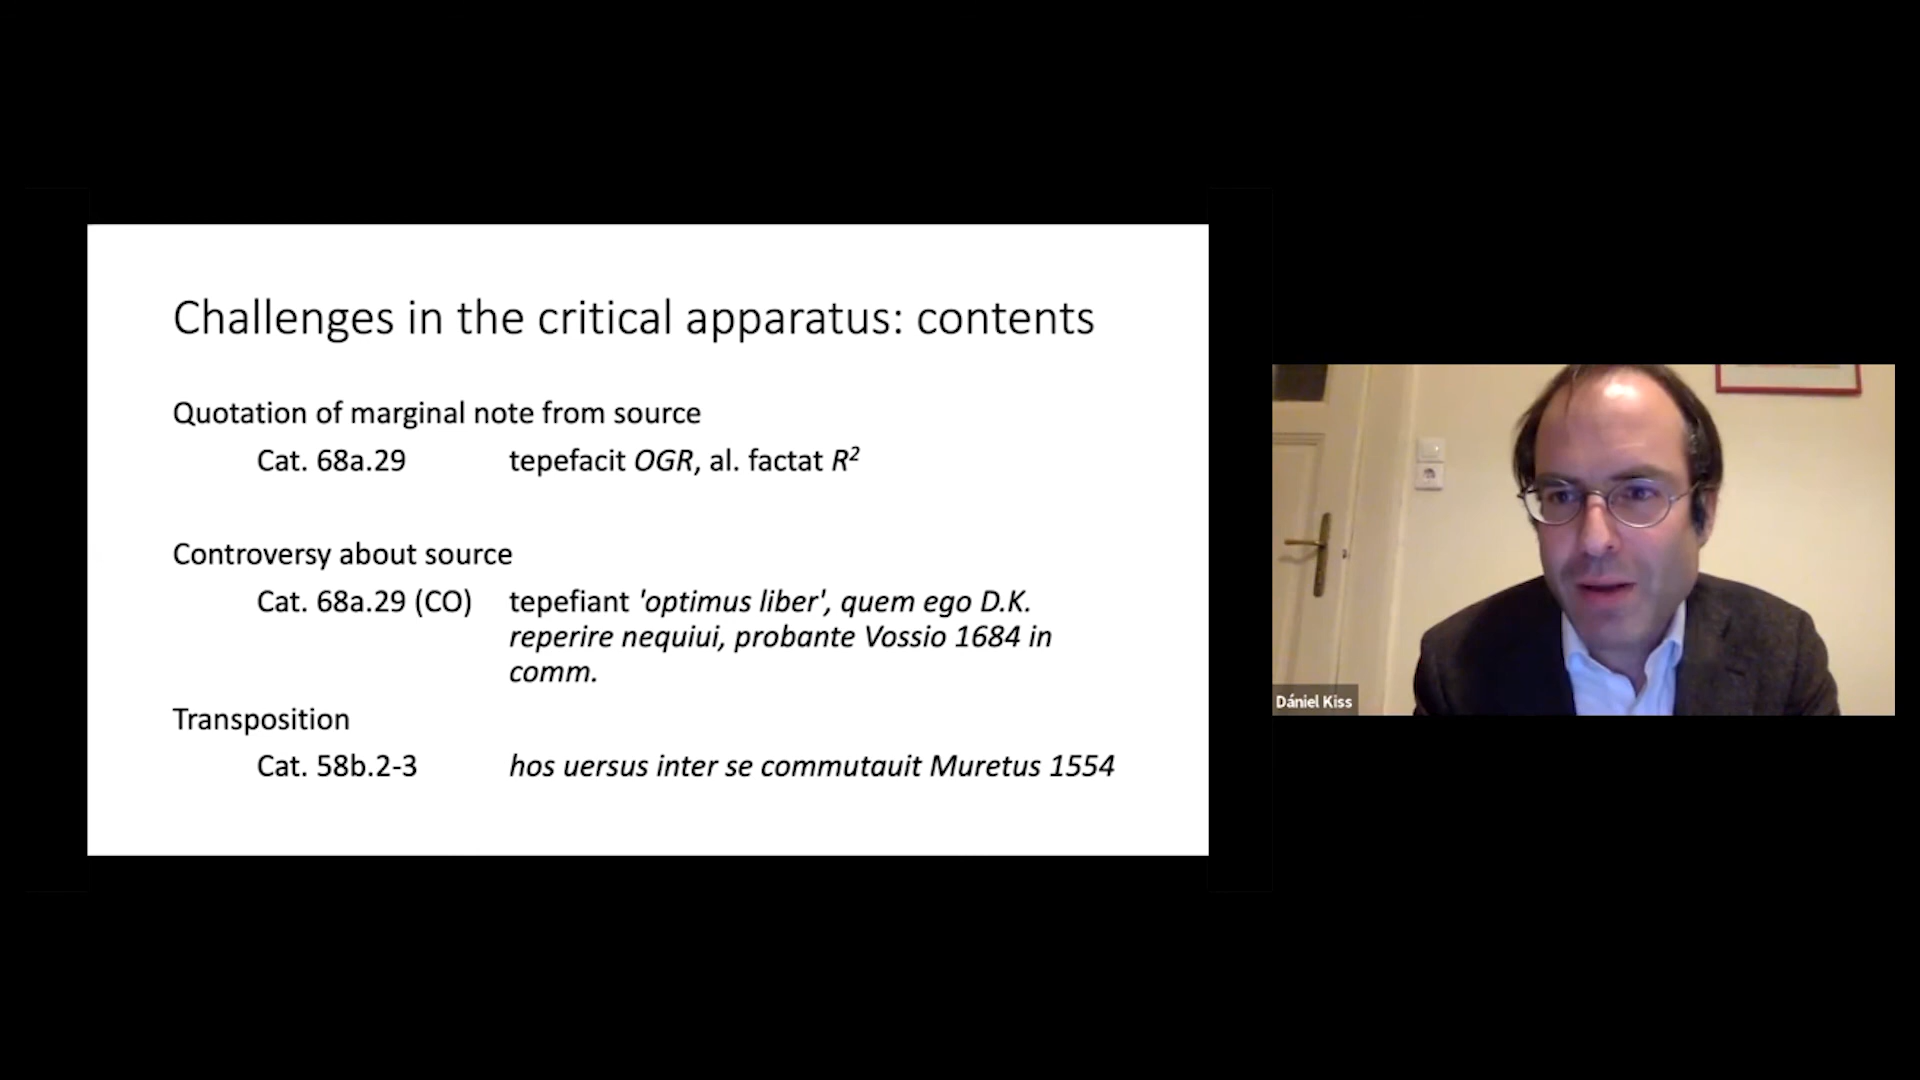 Challenges in the critical apparatus: contents
Quotation of marginal note from source
Cat. 68a.29 tepefacit OGR, al. factat R²
Controversy about source
Cat. 68a.29 (CO) tepefiant 'optimus liber', quem ego D.K.
reperire nequiui, probante Vossio 1684 in
comm.
Transposition
Cat. 58b.2-3 hos uersus inter se commutauit Muretus 1554
Dániel Kiss